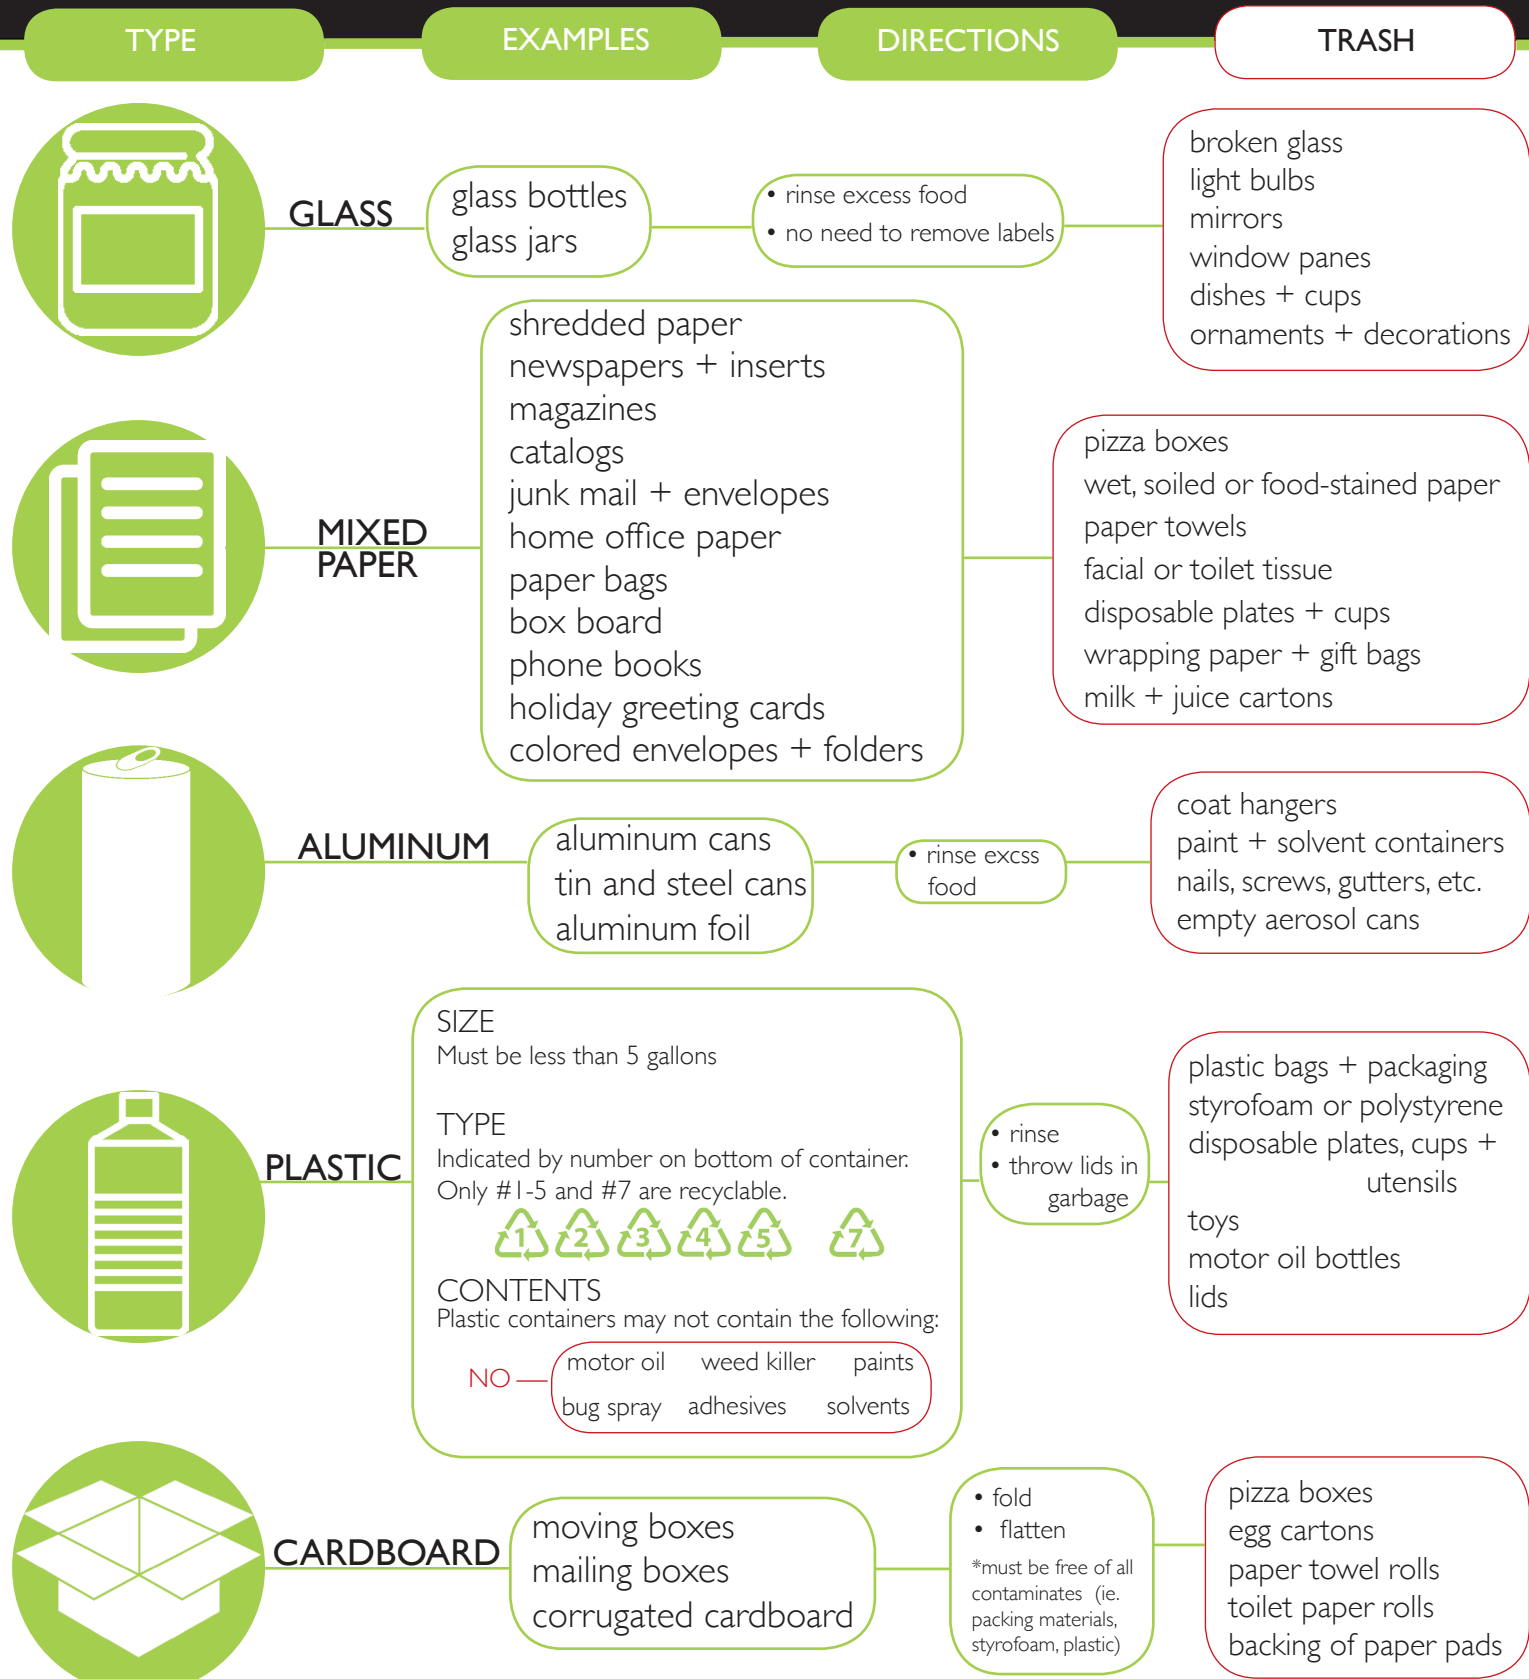 TYPE
EXAMPLES
DIRECTIONS
TRASH
GLASS
glass bottles
glass jars
• rinse excess food
• no need to remove labels
broken glass
light bulbs
mirrors
window panes
dishes + cups
ornaments + decorations
MIXED
PAPER
shredded paper
newspapers + inserts
magazines
catalogs
junk mail + envelopes
home office paper
paper bags
box board
phone books
holiday greeting cards
colored envelopes + folders
pizza boxes
wet, soiled or food-stained paper
paper towels
facial or toilet tissue
disposable plates + cups
wrapping paper + gift bags
milk + juice cartons
ALUMINUM
aluminum cans
tin and steel cans
aluminum foil
• rinse excss
food
coat hangers
paint + solvent containers
nails, screws, gutters, etc.
empty aerosol cans
PLASTIC
SIZE
Must be less than 5 gallons
TYPE
Indicated by number on bottom of container.
Only #1-5 and #7 are recyclable.
1 2 3 4 5 7
CONTENTS
Plastic containers may not contain the following:
NO
motor oil weed killer paints
bug spray adhesives solvents
• rinse
• throw lids in
garbage
plastic bags + packaging
styrofoam or polystyrene
disposable plates, cups +
utensils
toys
motor oil bottles
lids
CARDBOARD
moving boxes
mailing boxes
corrugated cardboard
• fold
• flatten
*must be free of all
contaminates (ie.
packing materials,
styrofoam, plastic)
pizza boxes
egg cartons
paper towel rolls
toilet paper rolls
backing of paper pads